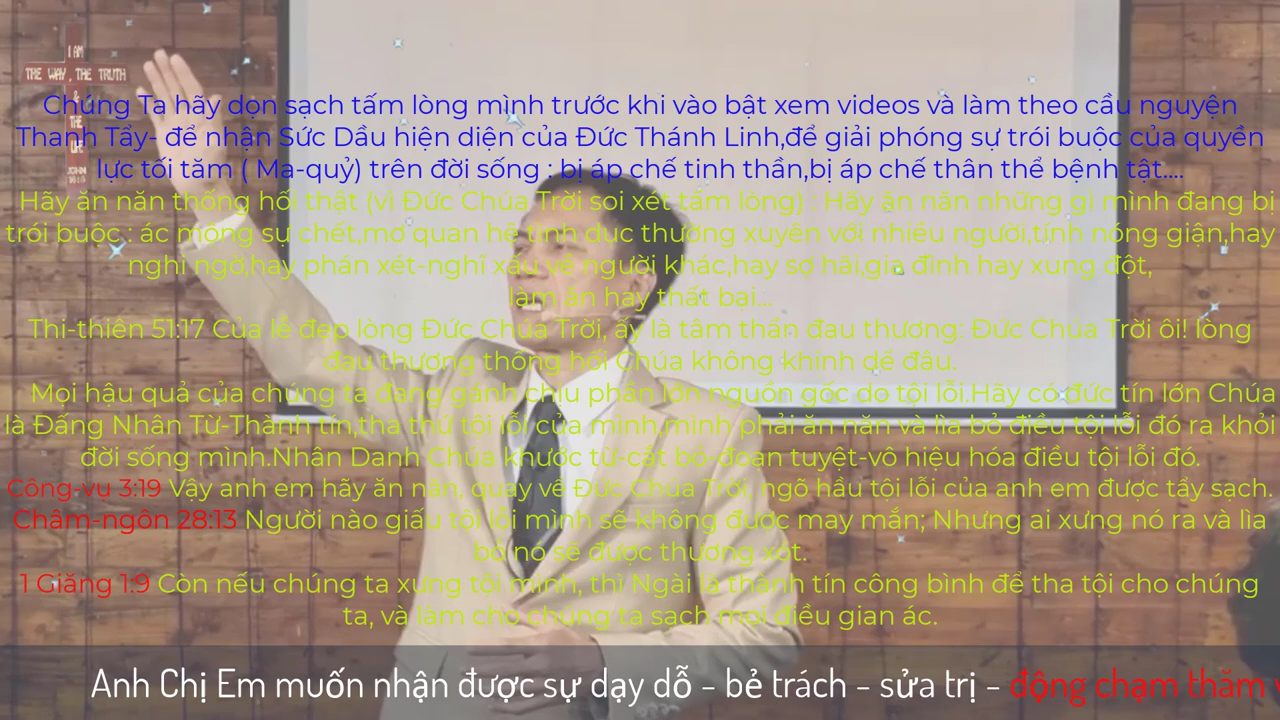 I AM
THE WAY, THE TRUTH
&
THE
LIFE
JOHN
Chúng Ta hãy dọn sạch tấm lòng mình trước khi vào bật xem videos và làm theo cầu nguyện
Thanh Tẩy- để nhận Sức Dầu hiện diện của Đức Thánh Linh,để giải phóng sự trói buộc của quyền
lực tối tăm ( Ma-quỷ) trên đời sống : bị áp chế tinh thần,bị áp chế thân thể bệnh tật....
Hãy ăn năn thống hối thật (vì Đức Chúa Trời soi xét tấm lòng) : Hãy ăn năn những gì mình đang bị
trói buộc : ác mộng sự chết,mơ quan hệ tình dục thường xuyên với nhiều người,tính nóng giận,hay
nghi ngờ,hay phán xét-nghĩ xấu về người khác,hay sợ hãi,gia đình hay xung đột,
làm ăn hay thất bại...
Thi-thiên 51:17 Của lễ đẹp lòng Đức Chúa Trời, ấy là tâm thần đau thương: Đức Chúa Trời ôi! lòng
đau thương thống hối Chúa không khinh dể đâu.
Mọi hậu quả của chúng ta đang gánh chịu phần lớn nguồn gốc do tội lỗi.Hãy có đức tín lớn Chúa
là Đấng Nhân Từ-Thành tín,tha thứ tội lỗi của mình,mình phải ăn năn và lìa bỏ điều tội lỗi đó ra khỏi
đời sống mình.Nhân Danh Chúa khước từ-cắt bỏ-đoạn tuyệt-vô hiệu hóa điều tội lỗi đó.
Công-vụ 3:19 Vậy anh em hãy ăn năn, quay về Đức Chúa Trời, ngõ hầu tội lỗi của anh em được tẩy sạch.
Châm-ngôn 28:13 Người nào giấu tội lỗi mình sẽ không được may mắn; Nhưng ai xưng nó ra và lìa
bỏ nó sẽ được thương xót.
1 Giăng 1:9 Còn nếu chúng ta xưng tội mình, thì Ngài là thành tín công bình để tha tội cho chúng
ta, và làm cho chúng ta sạch mọi điều gian ác.
Anh Chị Em muốn nhận được sự dạy dỗ – bẻ trách – sửa trị – động chạm thăm